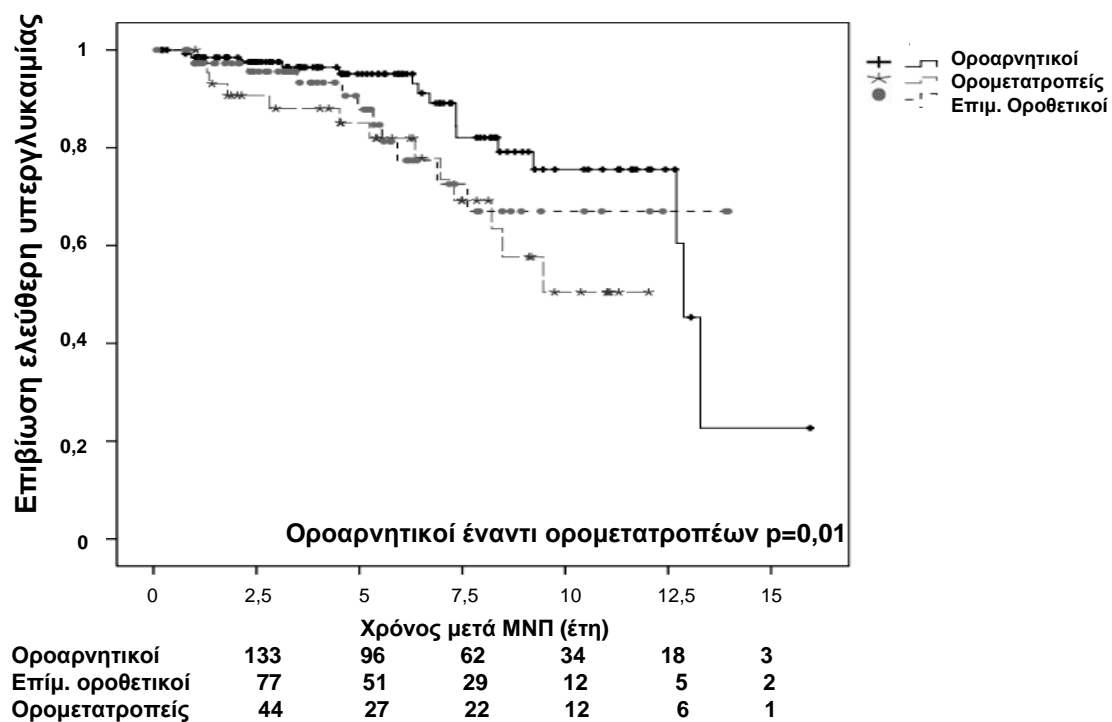 Επιβίωση ελεύθερη υπεργλυκαιμίας
1
0,8
0,6
0,4
0,2
0
Οροαρνητικοί
Ορομετατροπείς
Επιμ. Οροθετικοί
Οροαρνητικοί έναντι ορομετατροπέων p=0,01
0 2,5 5 7,5 10 12,5 15
Χρόνος μετά ΜΝΠ (έτη)
Οροαρνητικοί 133 96 62 34 18 3
Επίμ. οροθετικοί 77 51 29 12 5 2
Ορομετατροπείς 44 27 22 12 6 1